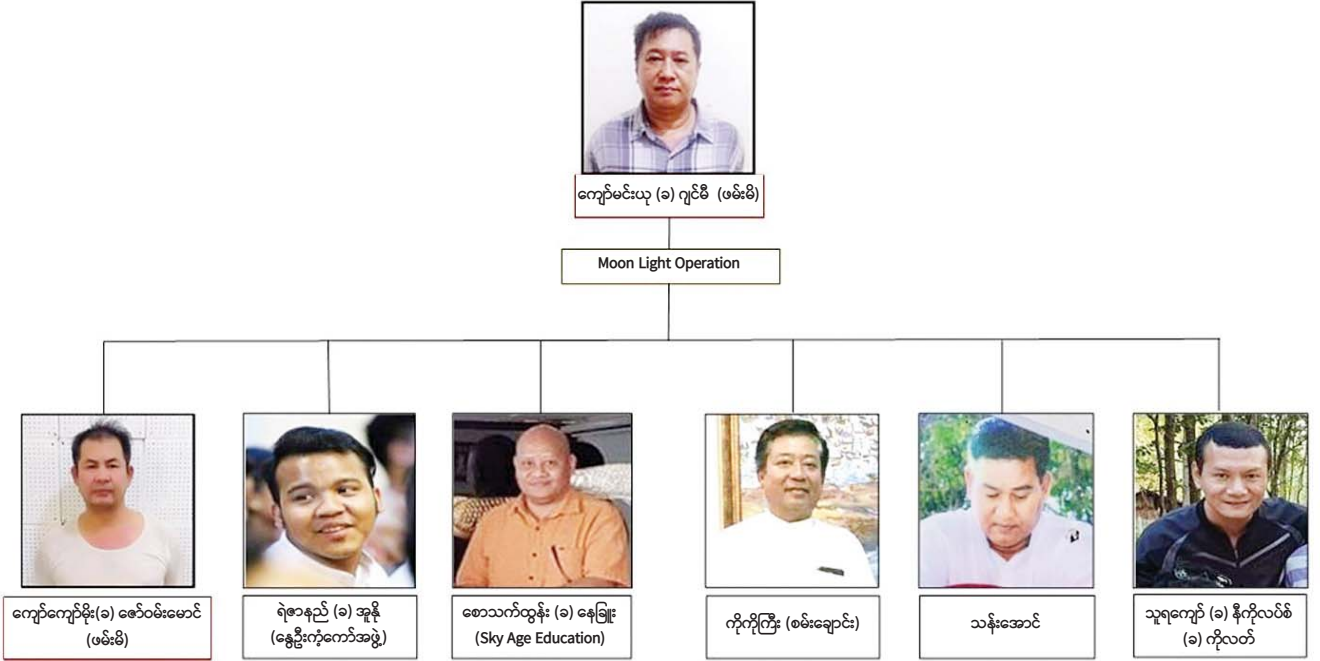 ကျော်မင်းယု (ခ) ဂျင်မီ (ဖမ်းမိ)
Moon Light Operation
ကျော်ကျော်မိုး(ခ) ဇော်ဝမ်းမောင်
(ဖမ်းမိ)
ရဲဇာနည် (ခ) အူနို
(နွေဦးကံ့ကော်အဖွဲ့)
စောသက်ထွန်း (ခ) နေခြူး
(Sky Age Education)
ကိုကိုကြီး (စမ်းချောင်း)
သန်းအောင်
သူရကျော် (ခ) နီကိုလပ်စ်
(ခ) ကိုလတ်